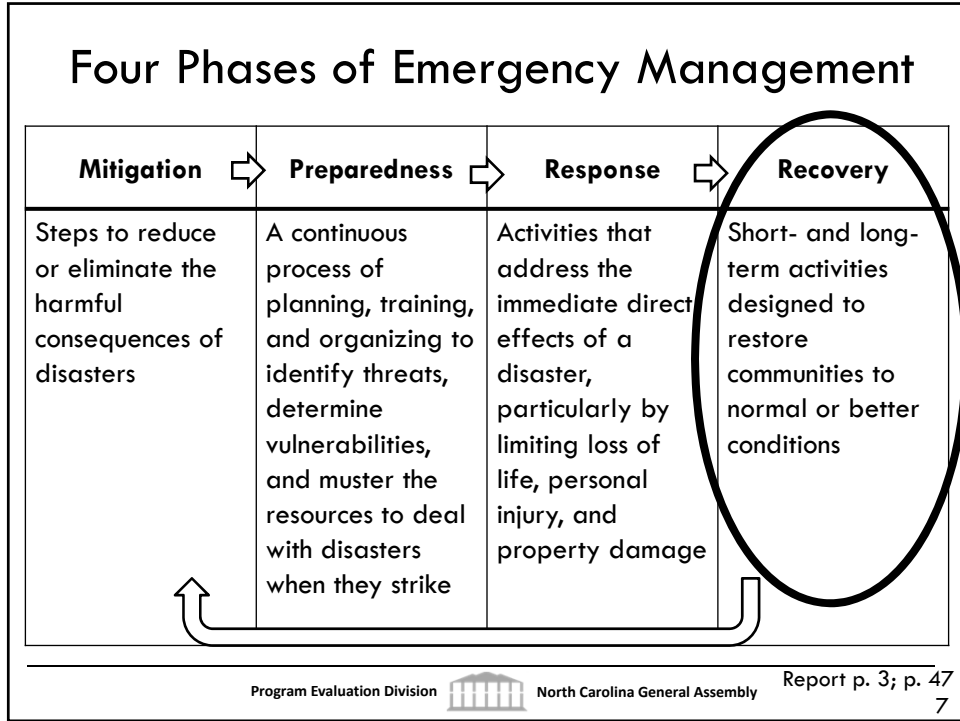 Four Phases of Emergency Management
Mitigation
Preparedness
Response
Recovery
Steps to reduce
or eliminate the
harmful
consequences of
disasters
A continuous
process of
planning, training,
and organizing to
identify threats,
determine
vulnerabilities,
and muster the
resources to deal
with disasters
when they strike
Activities that
address the
immediate direct
effects of a
disaster,
particularly by
limiting loss of
life, personal
injury, and
property damage
Short- and long-
term activities
designed to
restore
communities to
normal or better
conditions
Program Evaluation Division
North Carolina General Assembly
Report p. 3; p. 47
7